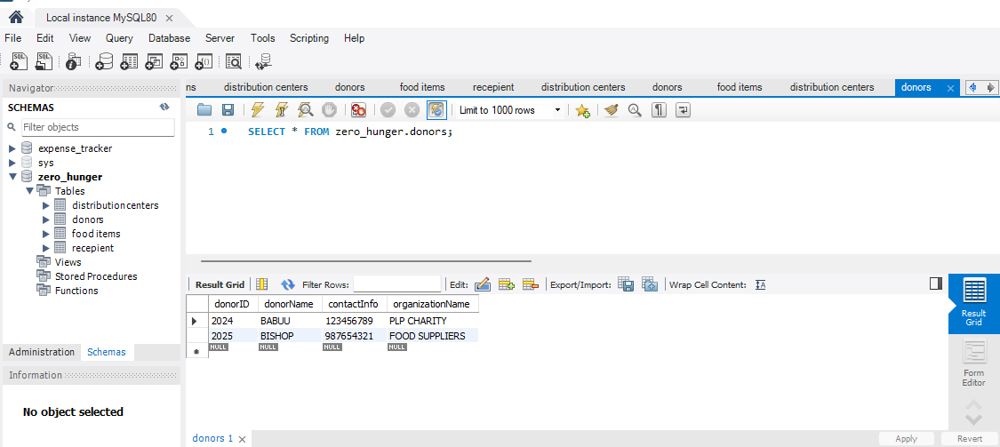 Local instance MySQL80
File Edit View Query Database Server Tools Scripting Help
Navigator
SCHEMAS
Filter objects
expense_tracker
sys
zero_hunger
Tables
distribution centers
donors
food items
recepient
Views
Stored Procedures
Functions
Administration Schemas
Information
No object selected
ns distribution centers donors food items recepient distribution centers donors food items distribution centers donors
Limit to 1000 rows
1 SELECT * FROM zero_hunger.donors;
Result Grid Filter Rows: Edit: Export/Import: Wrap Cell Content:
donorID donorName contactInfo organizationName
2024 BABUU 123456789 PLP CHARITY
2025 BISHOP 987654321 FOOD SUPPLIERS
NULL NULL NULL NULL
Result
Grid
Form
Editor
donors 1
Apply Revert